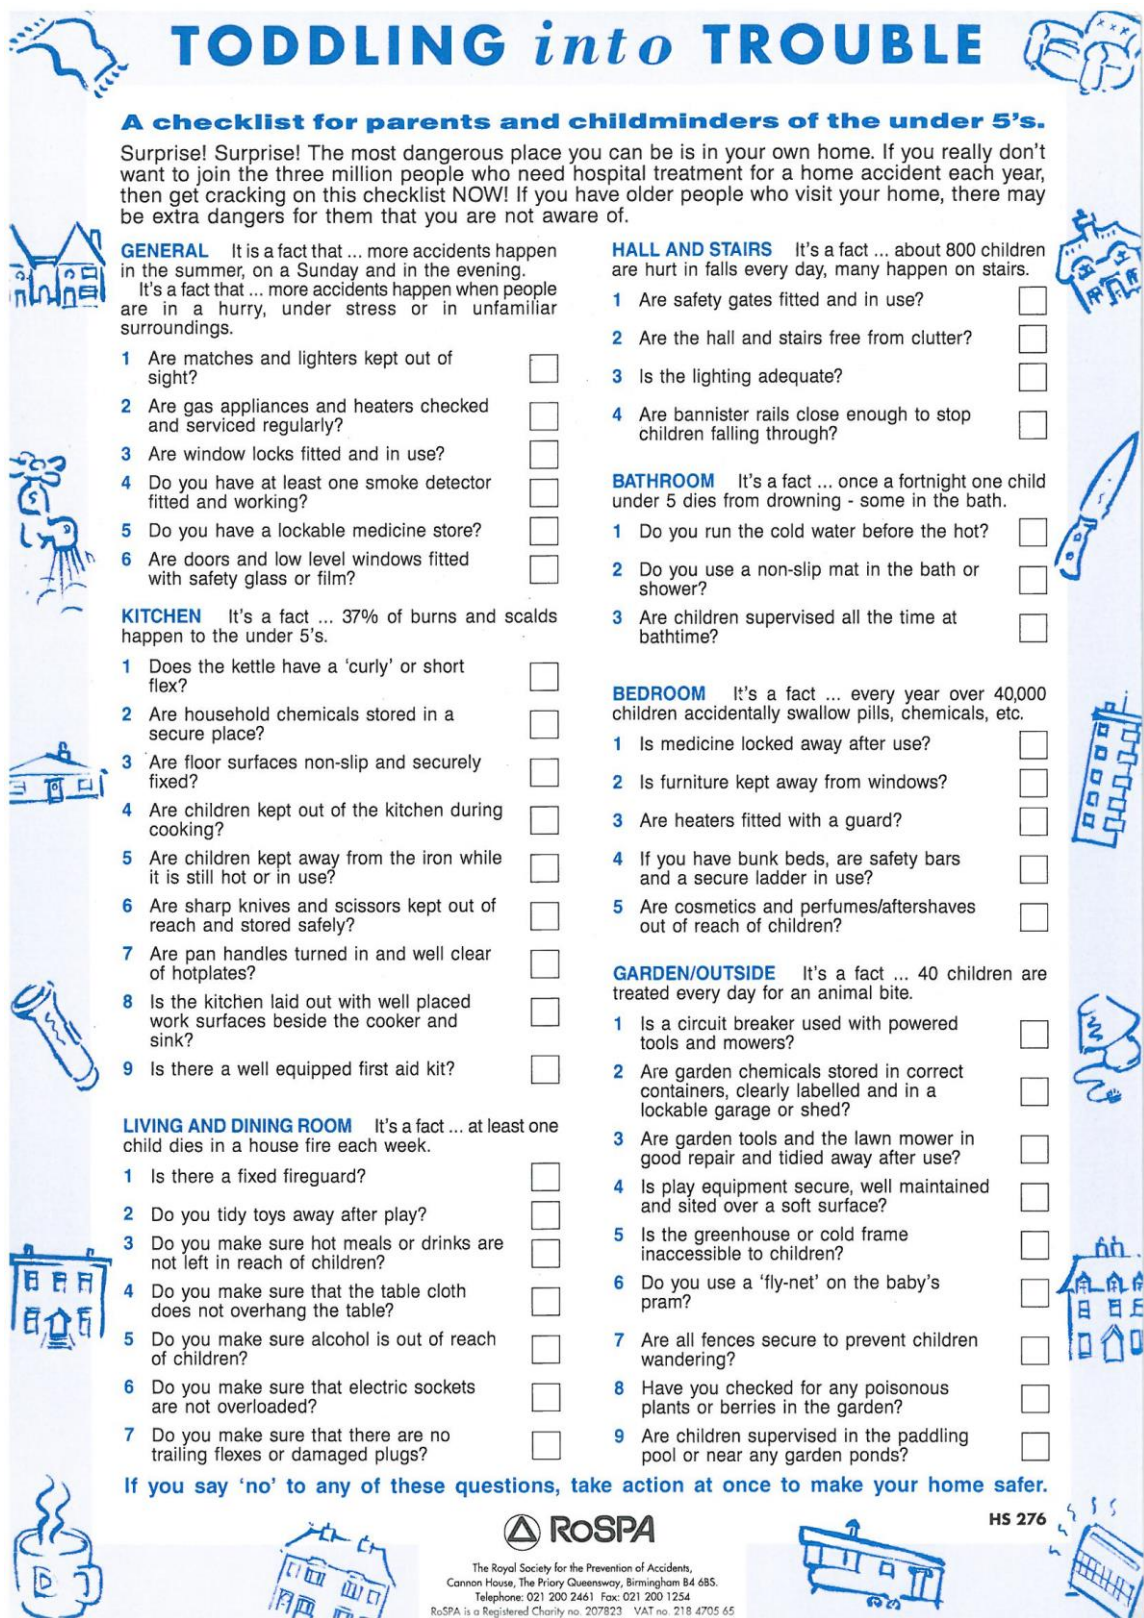 TODDLING into TROUBLE
A checklist for parents and childminders of the under 5's.
Surprise! Surprise! The most dangerous place you can be is in your own home. If you really don't
want to join the three million people who need hospital treatment for a home accident each year,
then get cracking on this checklist NOW! If you have older people who visit your home, there may
be extra dangers for them that you are not aware of.
GENERAL It is a fact that ... more accidents happen
in the summer, on a Sunday and in the evening.
It's a fact that ... more accidents happen when people
are in a hurry, under stress or in unfamiliar
surroundings.
1 Are matches and lighters kept out of
sight?
2 Are gas appliances and heaters checked
and serviced regularly?
3 Are window locks fitted and in use?
4 Do you have at least one smoke detector
fitted and working?
5 Do you have a lockable medicine store?
6 Are doors and low level windows fitted
with safety glass or film?
KITCHEN It's a fact ... 37% of burns and scalds
happen to the under 5's.
1 Does the kettle have a 'curly' or short
flex?
2 Are household chemicals stored in a
secure place?
3 Are floor surfaces non-slip and securely
fixed?
4 Are children kept out of the kitchen during
cooking?
5 Are children kept away from the iron while
it is still hot or in use?
6 Are sharp knives and scissors kept out of
reach and stored safely?
7 Are pan handles turned in and well clear
of hotplates?
8 Is the kitchen laid out with well placed
work surfaces beside the cooker and
sink?
9 Is there a well equipped first aid kit?
LIVING AND DINING ROOM It's a fact ... at least one
child dies in a house fire each week.
1 Is there a fixed fireguard?
2 Do you tidy toys away after play?
3 Do you make sure hot meals or drinks are
not left in reach of children?
4 Do you make sure that the table cloth
does not overhang the table?
5 Do you make sure alcohol is out of reach
of children?
6 Do you make sure that electric sockets
are not overloaded?
7 Do you make sure that there are no
trailing flexes or damaged plugs?
HALL AND STAIRS It's a fact ... about 800 children
are hurt in falls every day, many happen on stairs.
1 Are safety gates fitted and in use?
2 Are the hall and stairs free from clutter?
3 Is the lighting adequate?
4 Are bannister rails close enough to stop
children falling through?
BATHROOM It's a fact ... once a fortnight one child
under 5 dies from drowning - some in the bath.
1 Do you run the cold water before the hot?
2 Do you use a non-slip mat in the bath or
shower?
3 Are children supervised all the time at
bathtime?
BEDROOM It's a fact ... every year over 40,000
children accidentally swallow pills, chemicals, etc.
1 Is medicine locked away after use?
2 Is furniture kept away from windows?
3 Are heaters fitted with a guard?
4 If you have bunk beds, are safety bars
and a secure ladder in use?
5 Are cosmetics and perfumes/aftershaves
out of reach of children?
GARDEN/OUTSIDE It's a fact ... 40 children are
treated every day for an animal bite.
1 Is a circuit breaker used with powered
tools and mowers?
2 Are garden chemicals stored in correct
containers, clearly labelled and in a
lockable garage or shed?
3 Are garden tools and the lawn mower in
good repair and tidied away after use?
4 Is play equipment secure, well maintained
and sited over a soft surface?
5 Is the greenhouse or cold frame
inaccessible to children?
6 Do you use a 'fly-net' on the baby's
pram?
7 Are all fences secure to prevent children
wandering?
8 Have you checked for any poisonous
plants or berries in the garden?
9 Are children supervised in the paddling
pool or near any garden ponds?
If you say 'no' to any of these questions, take action at once to make your home safer.
RoSPA
HS 276
The Royal Society for the Prevention of Accidents,
Cannon House, The Priory Queensway, Birmingham B4 6BS.
Telephone: 021 200 2461 Fax: 021 200 1254
RoSPA is a Registered Charity no. 207823 VAT no. 218 4705 65